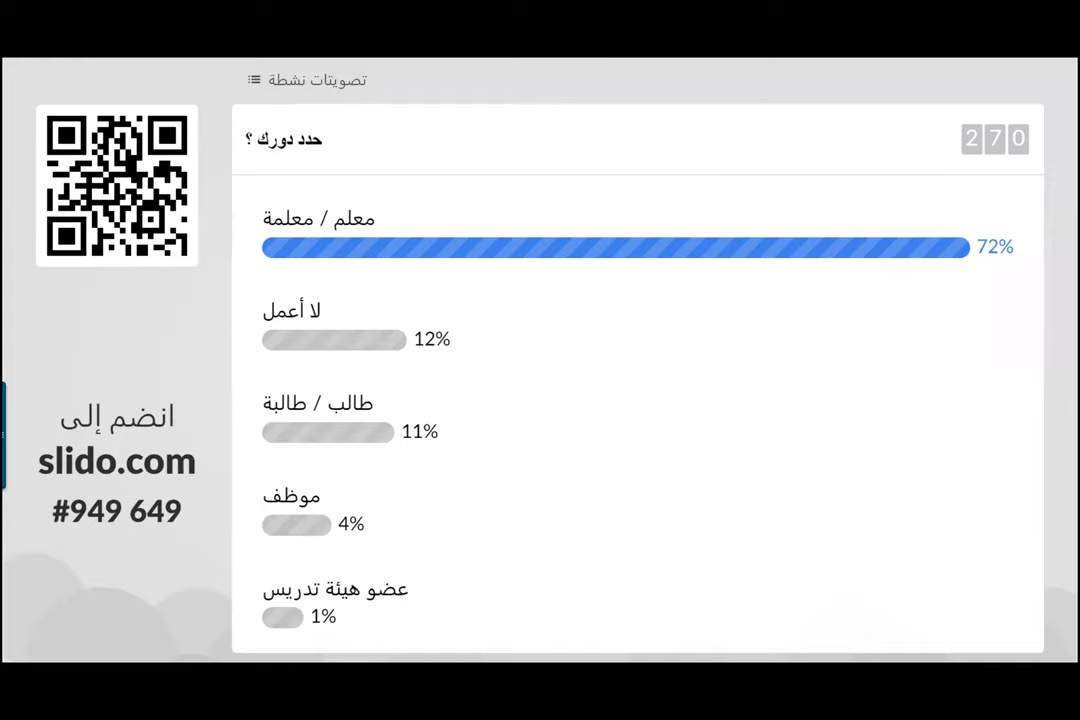 تصويتات نشطة
حدد دورك ؟
270
معلم / معلمة
72%
لا أعمل
12%
طالب / طالبة
11%
موظف
4%
عضو هيئة تدريس
1%
انضم إلى
slido.com
#949 649